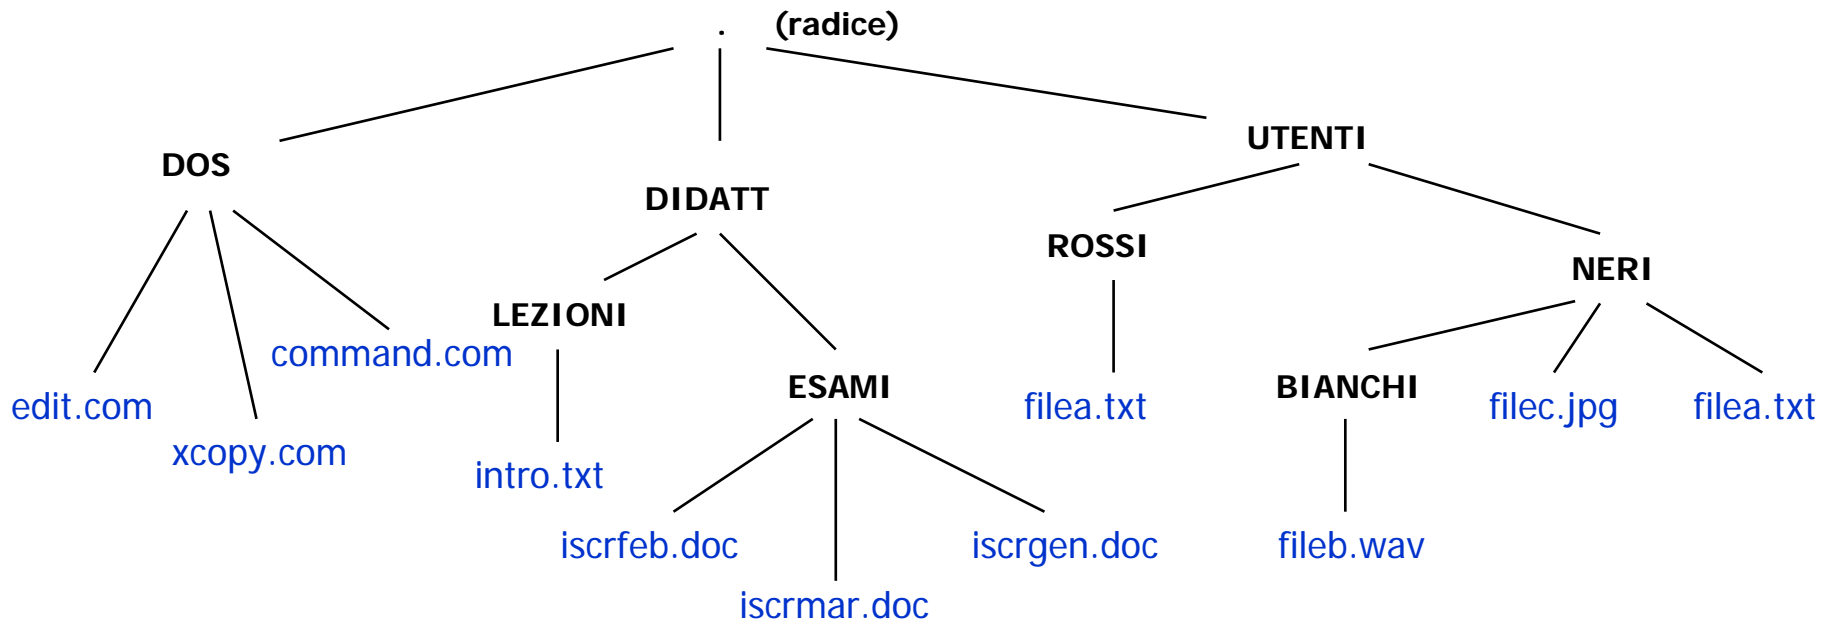 . (radice)
UTENTI
DOS
DIDATT
ROSSI
NERI
LEZIONI
command.com
ESAMI
BIANCHI
edit.com
filea.txt
filec.jpg
filea.txt
xcopy.com
intro.txt
iscrfeb.doc
iscrgen.doc
fileb.wav
iscrmar.doc